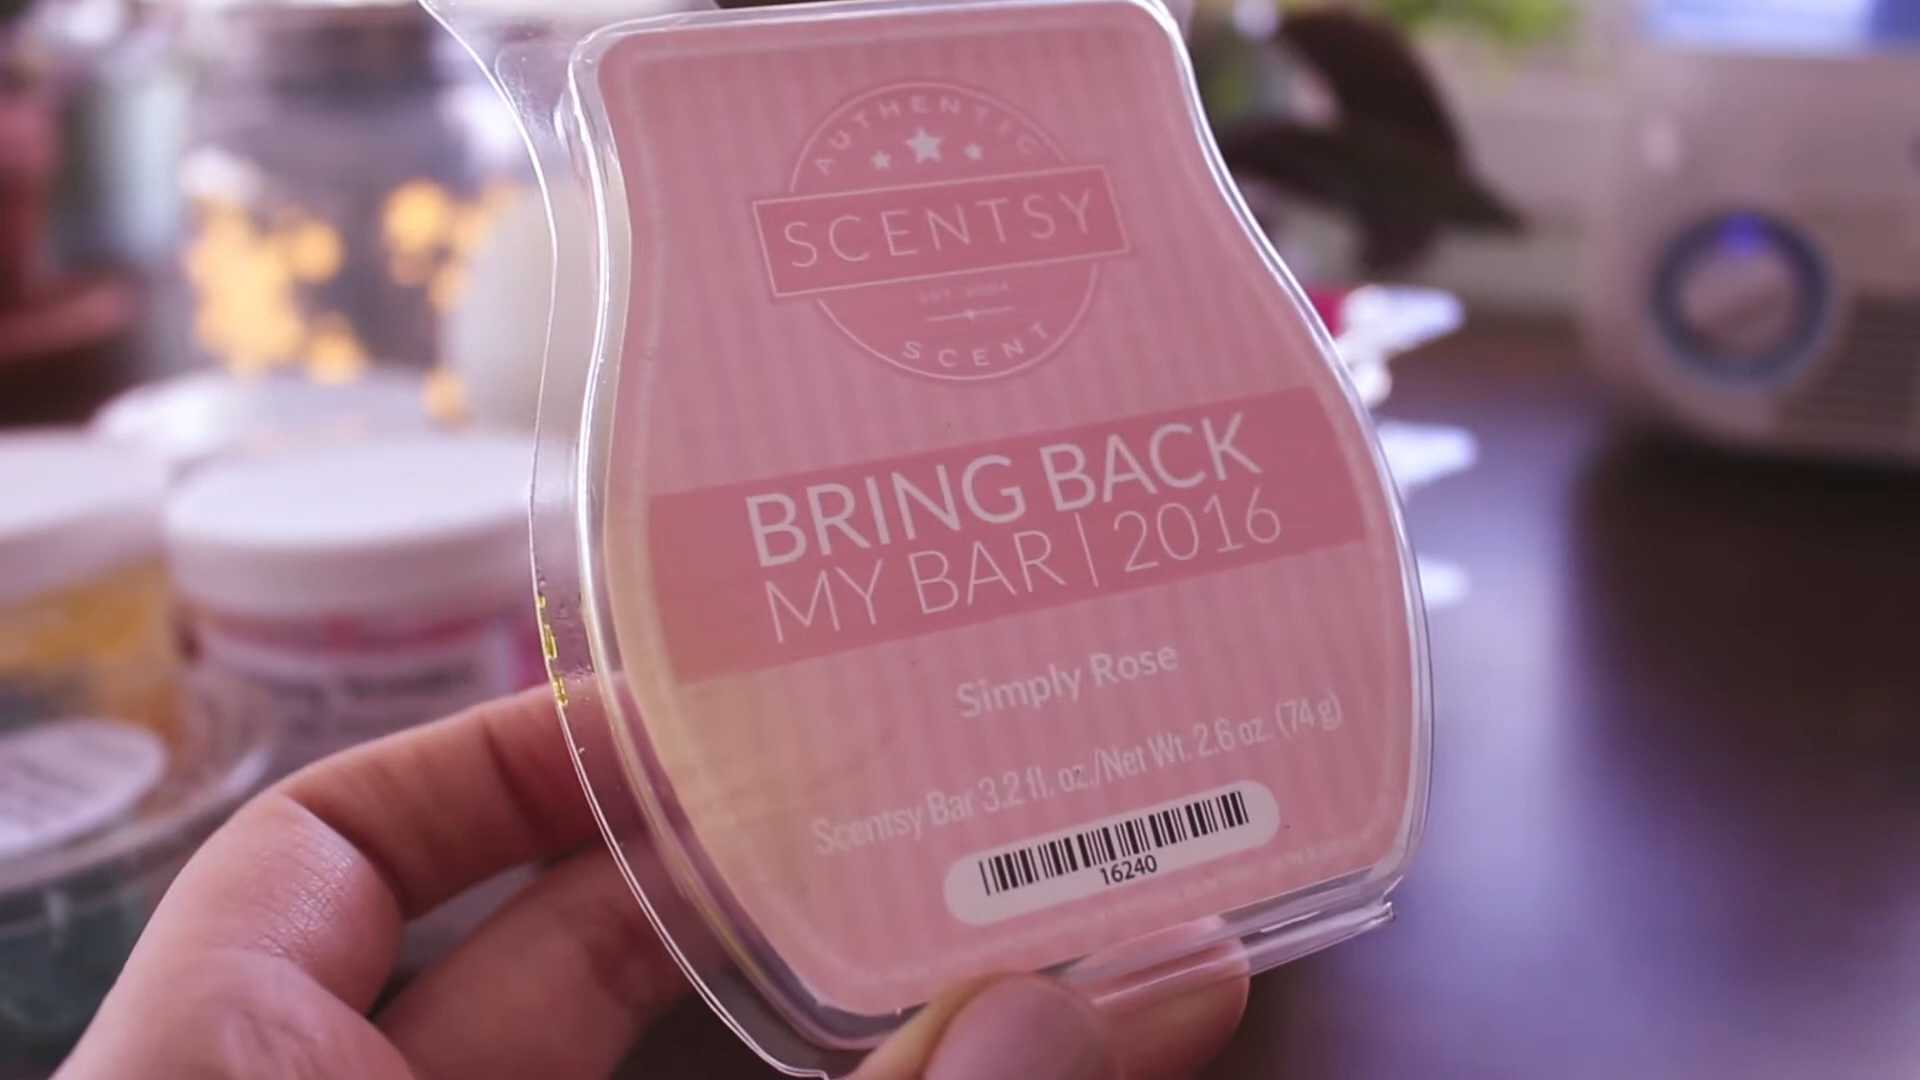 AUTHENTIC
SCENTSY
SCENT
BRING BACK
MY BAR | 2016
Simply Rose
Scentsy Bar 3.2 fl. oz./Net Wt. 2.6 oz. (74 g)
16240